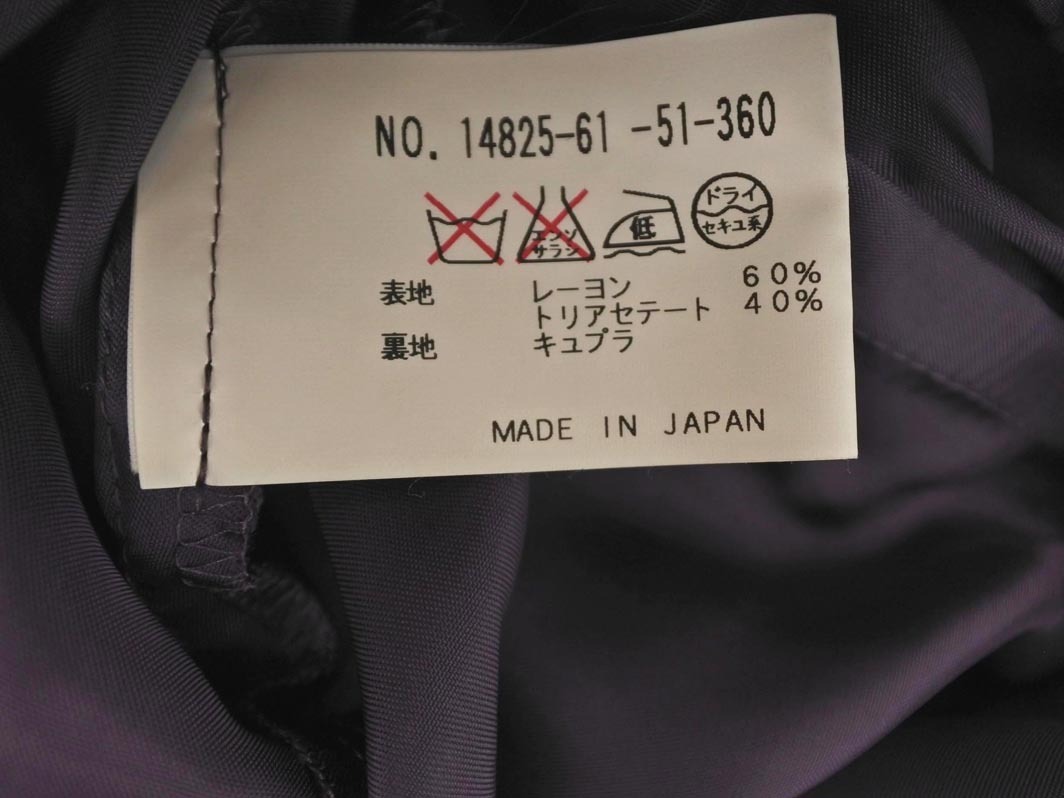 NO. 14825-61 -51-360
エンソ サラシ 低 ドライ セキユ系
表地 レーヨン 60%
トリアセテート 40%
裏地 キュプラ
MADE IN JAPAN